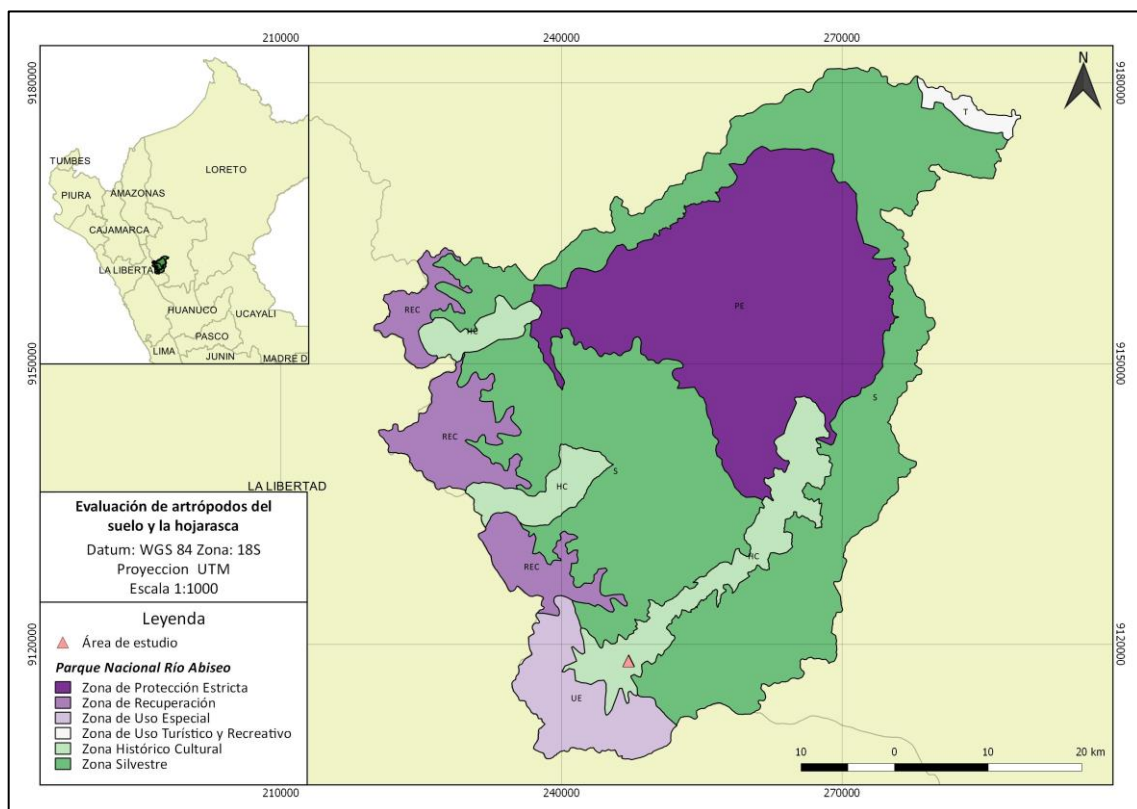 210000
240000
270000
9180000
9180000
N
T
TUMBES
LORETO
PIURA
AMAZONAS
CAJAMARCA
LA LIBERTAD
HUANUCO
UCAYALI
PASCO
LIMA
JUNIN
MADRE D
REC
HC
PE
9150000
9150000
S
REC
LA LIBERTAD
HC
S
REC
HC
UE
Evaluación de artrópodos del
suelo y la hojarasca
Datum: WGS 84 Zona: 18S
Proyeccion UTM
Escala 1:1000
Leyenda
Área de estudio
Parque Nacional Río Abiseo
Zona de Protección Estricta
Zona de Recuperación
Zona de Uso Especial
Zona de Uso Turístico y Recreativo
Zona Histórico Cultural
Zona Silvestre
9120000
9120000
10 0 10 20 km
210000
240000
270000